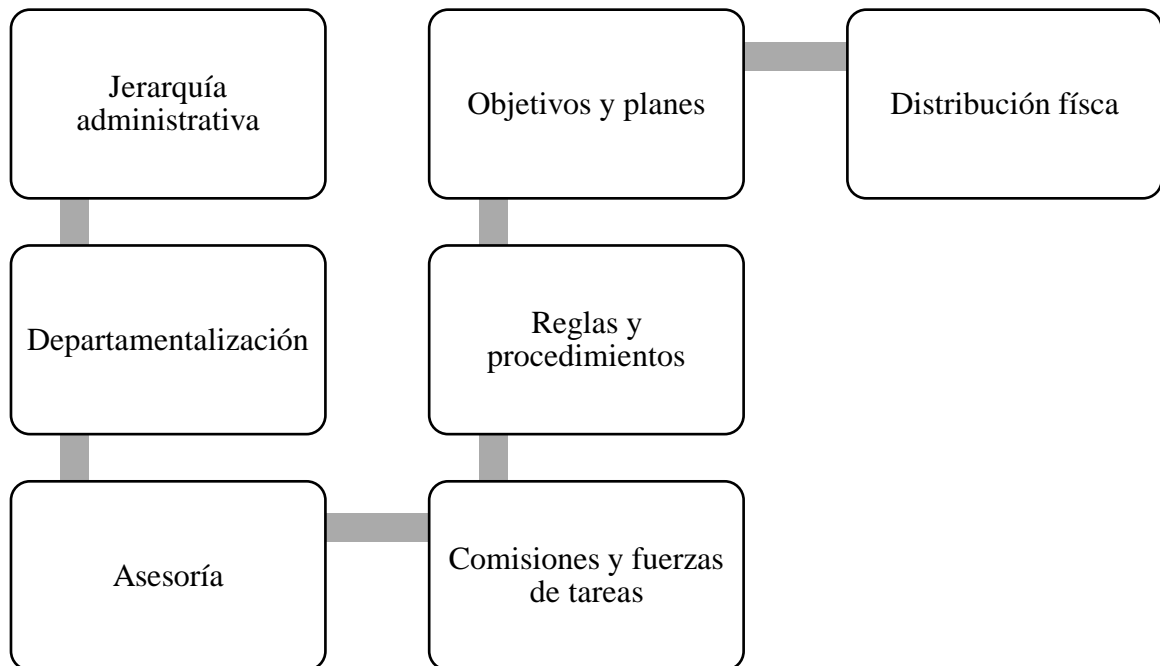 Jerarquía
administrativa
Departamentalización
Asesoría
Comisiones y fuerzas
de tareas
Reglas y
procedimientos
Objetivos y planes
Distribución físca